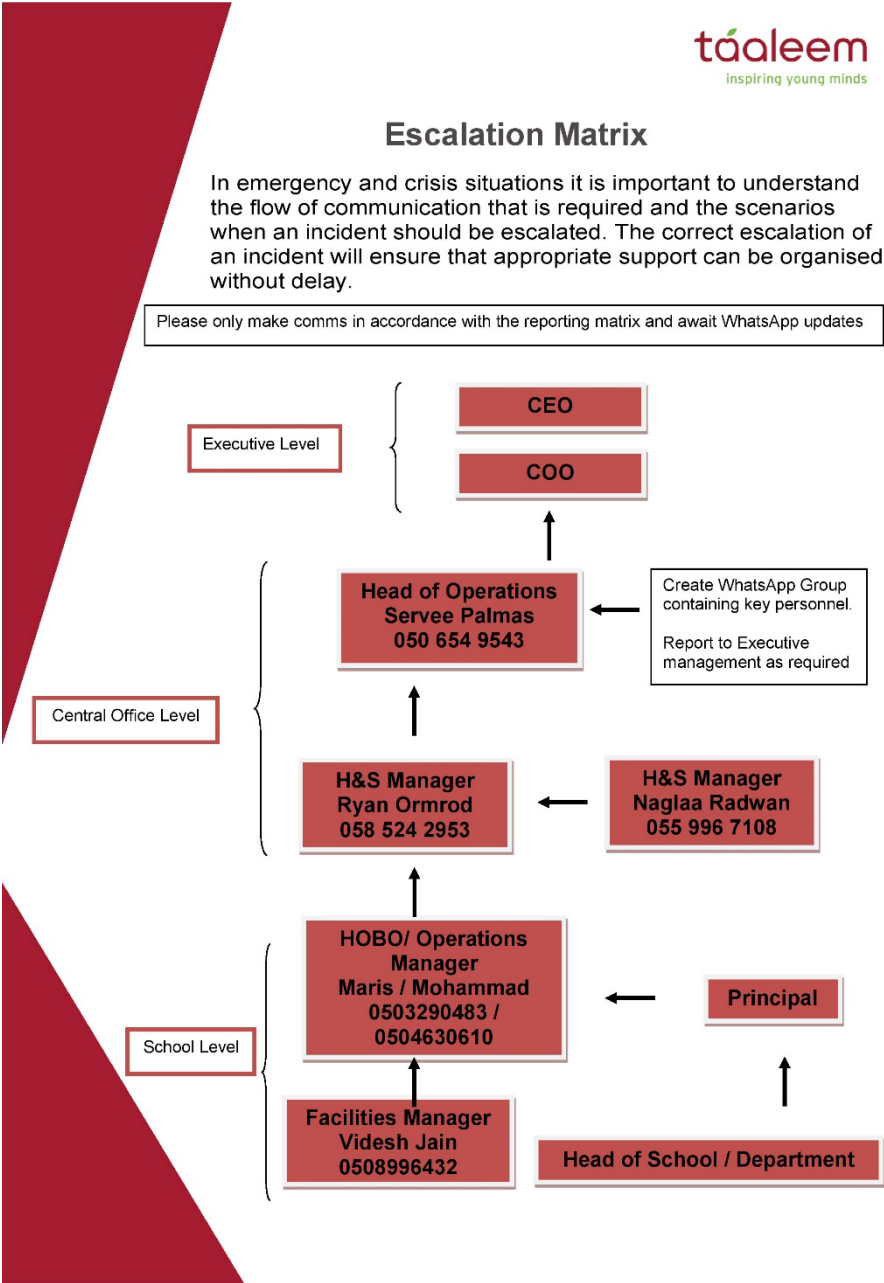 táaleem
inspiring young minds
Escalation Matrix
In emergency and crisis situations it is important to understand
the flow of communication that is required and the scenarios
when an incident should be escalated. The correct escalation of
an incident will ensure that appropriate support can be organised
without delay.
Please only make comms in accordance with the reporting matrix and await WhatsApp updates
CEO
Executive Level
COO
Head of Operations
Servee Palmas
050 654 9543
Create WhatsApp Group
containing key personnel.
Report to Executive
management as required
Central Office Level
H&S Manager
Ryan Ormrod
058 524 2953
H&S Manager
Naglaa Radwan
055 996 7108
HOBO/ Operations
Manager
Maris / Mohammad
0503290483 /
0504630610
Principal
School Level
Facilities Manager
Videsh Jain
0508996432
Head of School / Department